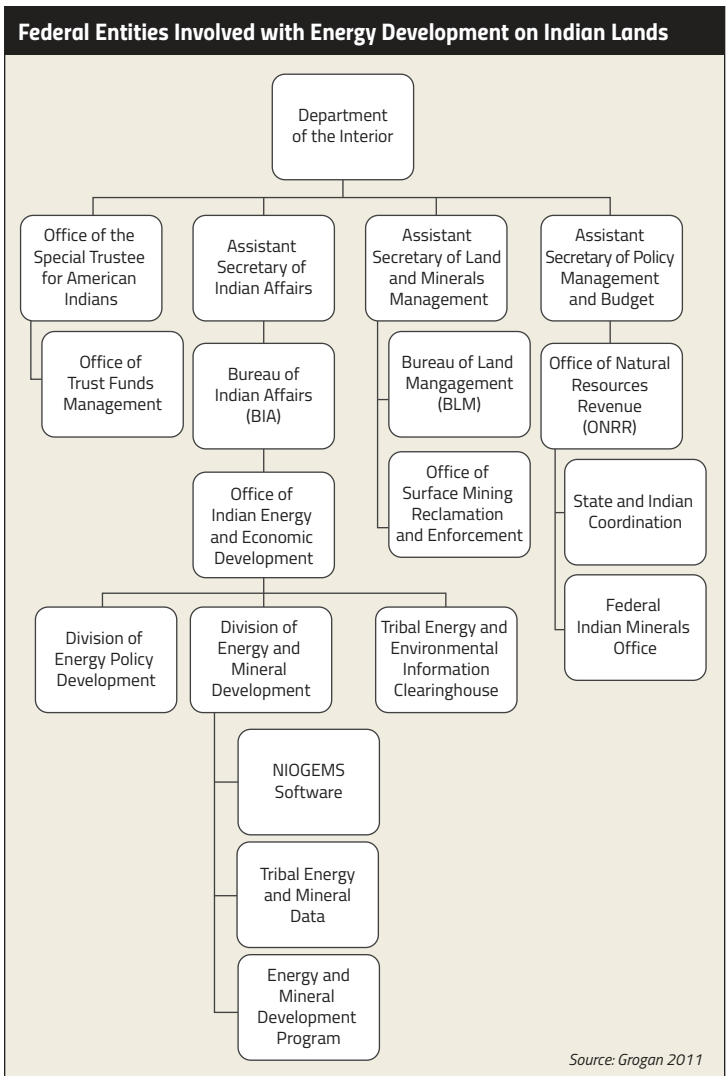 Federal Entities Involved with Energy Development on Indian Lands
Department
of the Interior
Office of the
Special Trustee
for American
Indians
Assistant
Secretary of
Indian Affairs
Assistant
Secretary of Land
and Minerals
Management
Assistant
Secretary of Policy
Management
and Budget
Office of
Trust Funds
Management
Bureau of
Indian Affairs
(BIA)
Bureau of Land
Mangagement
(BLM)
Office of Natural
Resources
Revenue
(ONRR)
Office of
Indian Energy
and Economic
Development
Office of
Surface Mining
Reclamation
and Enforcement
State and Indian
Coordination
Federal
Indian Minerals
Office
Division of
Energy Policy
Development
Division of
Energy and
Mineral
Development
Tribal Energy and
Environmental
Information
Clearinghouse
NIOGEMS
Software
Tribal Energy
and Mineral
Data
Energy and
Mineral
Development
Program
Source: Grogan 2011